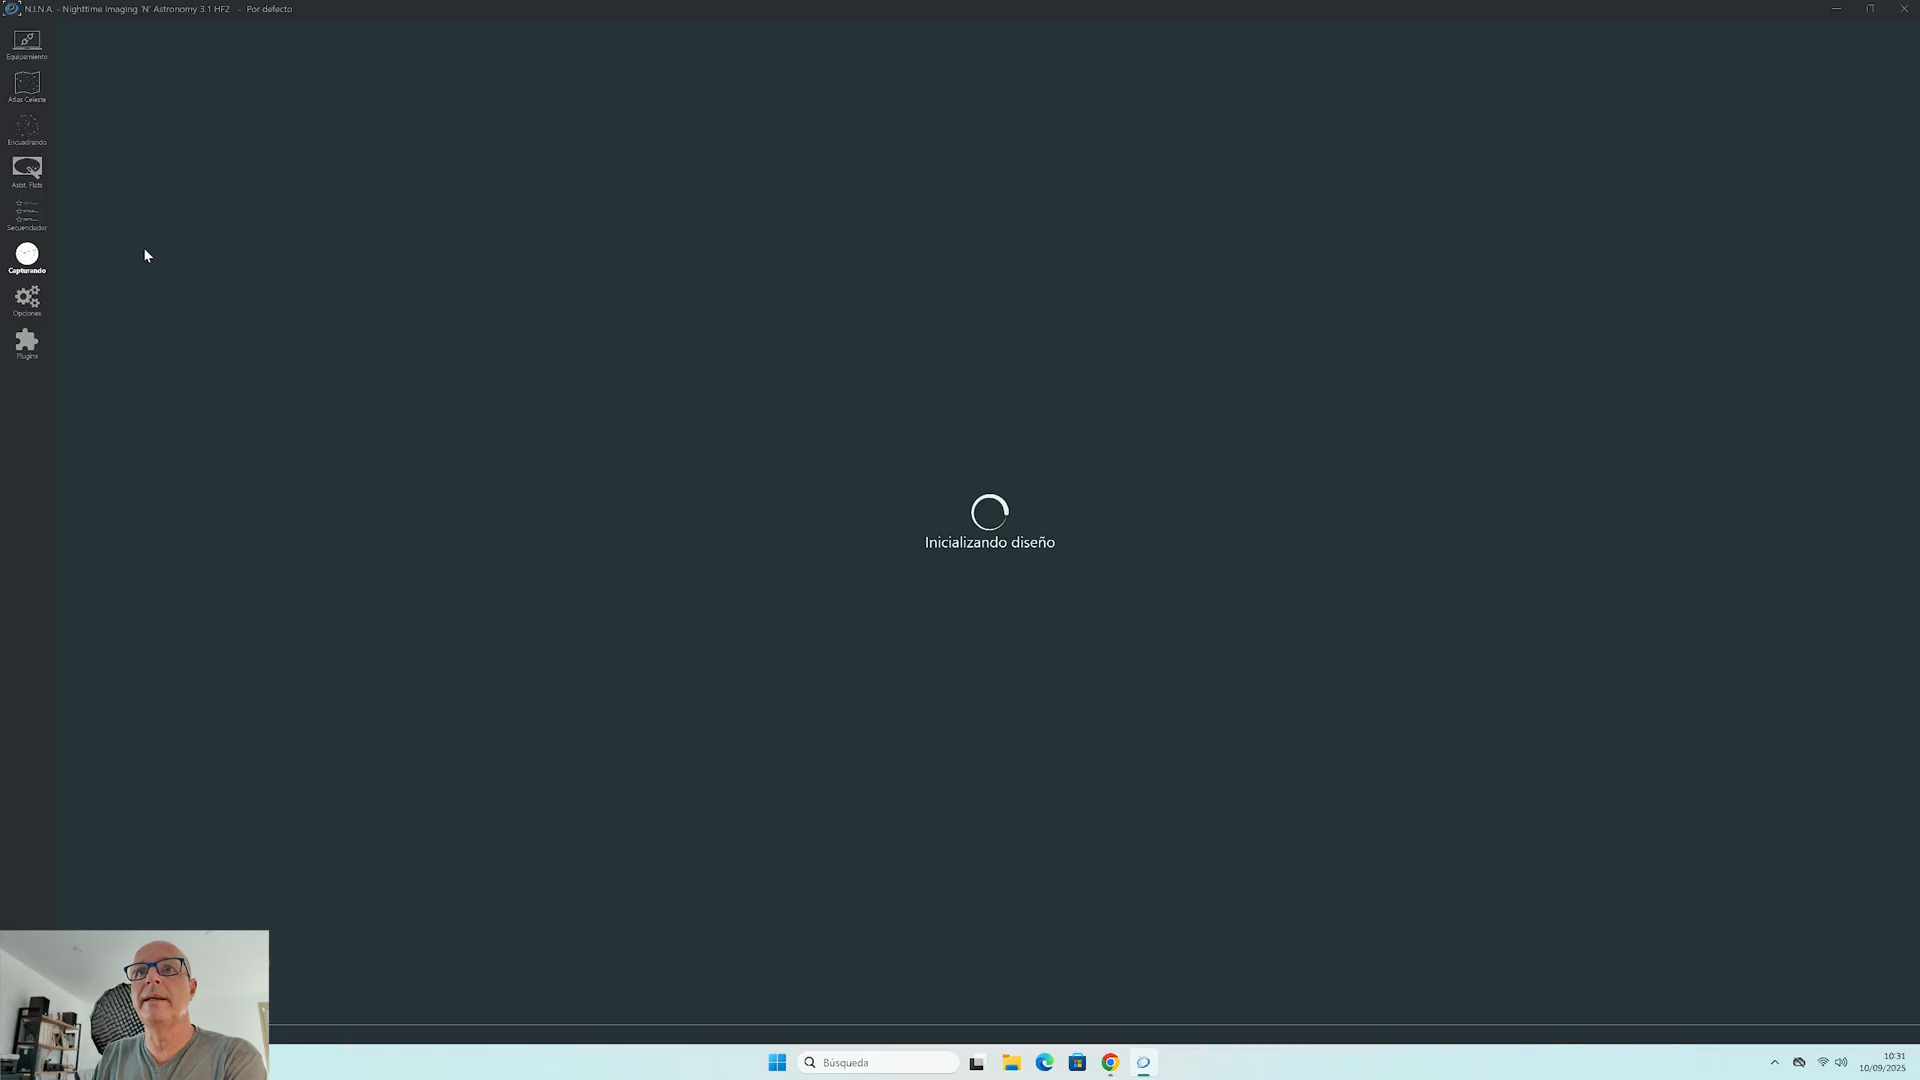 N.I.N.A. - Nighttime Imaging 'N' Astronomy 3.1 HF2 - Por defecto
Equipamiento
Atlas Celeste
Encuadrando
Asist. Flats
Secuenciador
Capturando
Opciones
Plugins
Inicializando diseño
Búsqueda
10:31
10/09/2025